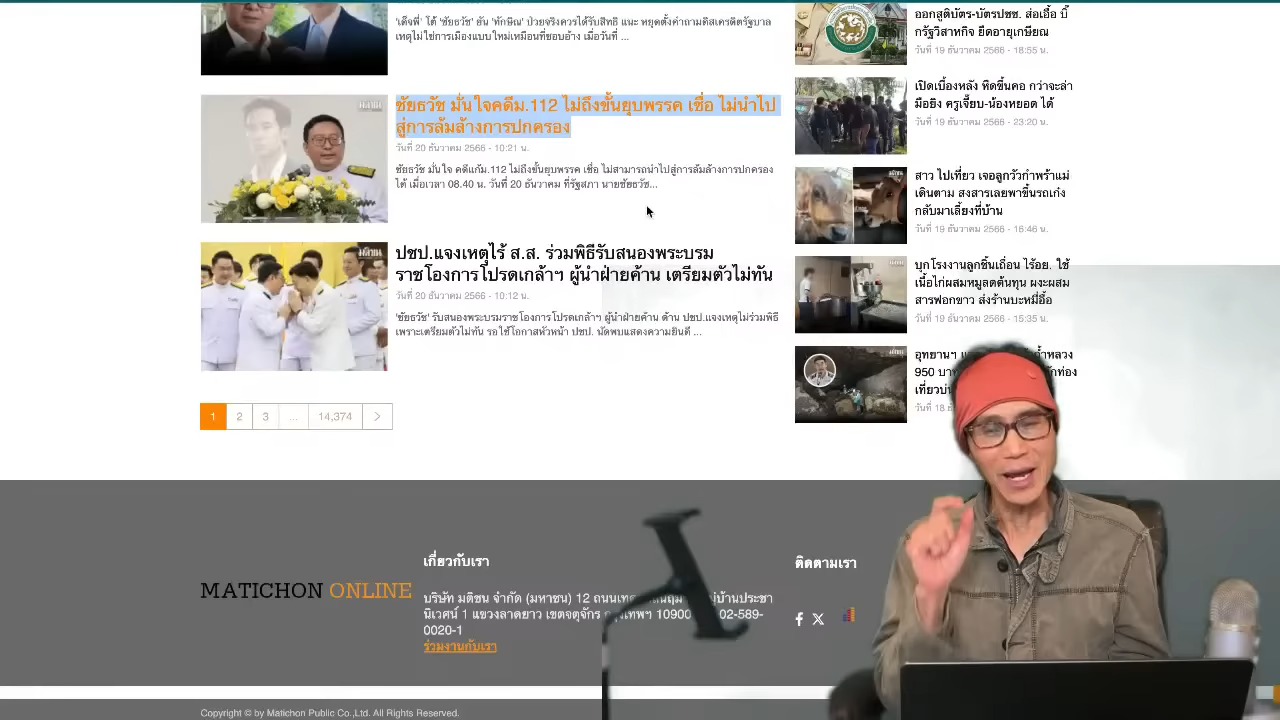 'เด็จพี่' โต้ 'ชัยธวัช' ยัน 'ทักษิณ' ป่วยจริงควรได้รับสิทธิ แนะ หยุดตั้งคำถามดิสเครดิตรัฐบาล
เหตุไม่ใช่การเมืองแบบใหม่เหมือนที่ชอบอ้าง เมื่อวันที่ ...
ชัยธวัช มั่นใจคดีม.112 ไม่ถึงขั้นยุบพรรค เชื่อ ไม่นำไป
สู่การล้มล้างการปกครอง
วันที่ 20 ธันวาคม 2566 - 10:21 น.
ชัยธวัช มั่นใจ คดีแก้ม.112 ไม่ถึงขั้นยุบพรรค เชื่อ ไม่สามารถนำไปสู่การล้มล้างการปกครอง
ได้ เมื่อเวลา 08.40 น. วันที่ 20 ธันวาคม ที่รัฐสภา นายชัยธวัช...
ปชป.แจงเหตุไร้ ส.ส. ร่วมพิธีรับสนองพระบรม
ราชโองการโปรดเกล้าฯ ผู้นำฝ่ายค้าน เตรียมตัวไม่ทัน
วันที่ 20 ธันวาคม 2566 - 10:12 น.
'ชัยธวัช' รับสนองพระบรมราชโองการโปรดเกล้าฯ ผู้นำฝ่ายค้าน ด้าน ปชป.แจงเหตุไม่ร่วมพิธี
เพราะเตรียมตัวไม่ทัน รอใช้โอกาสหัวหน้า ปชป. นัดพบแสดงความยินดี ...
1 2 3 ... 14,374 >
ออกสูติบัตร-บัตรปชช. ส่อเอื้อ บี้
กรัฐวิสาหกิจ ยืดอายุเกษียณ
วันที่ 19 ธันวาคม 2566 - 18:55 น.
เปิดเบื้องหลัง หืดขึ้นคอ กว่าจะล่า
มือยิง ครูเจี๊ยบ-น้องหยอด ได้
วันที่ 19 ธันวาคม 2566 - 23:20 น.
สาว ไปเที่ยว เจอลูกวัวกำพร้าแม่
เดินตาม สงสารเลยพาขึ้นรถเก๋ง
กลับมาเลี้ยงที่บ้าน
วันที่ 19 ธันวาคม 2566 - 16:46 น.
บุกโรงงานลูกชิ้นเถื่อน ไร้อย. ใช้
เนื้อไก่ผสมหมูลดต้นทุน ผงะผสม
สารฟอกขาว ส่งร้านบะหมี่อื้อ
วันที่ 19 ธันวาคม 2566 - 15:35 น.
อุทยานฯ ถ้ำหลวง
950 บาท
เที่ยว
วันที่ 18
MATICHON ONLINE
เกี่ยวกับเรา
บริษัท มติชน จำกัด (มหาชน) 12 ถนน หมู่บ้านประชา
นิเวศน์ 1 แขวงลาดยาว เขตจตุจักร กรุงเทพฯ 10900 02-589-
0020-1
ร่วมงานกับเรา
ติดตามเรา
Copyright © by Matichon Public Co.,Ltd. All Rights Reserved.